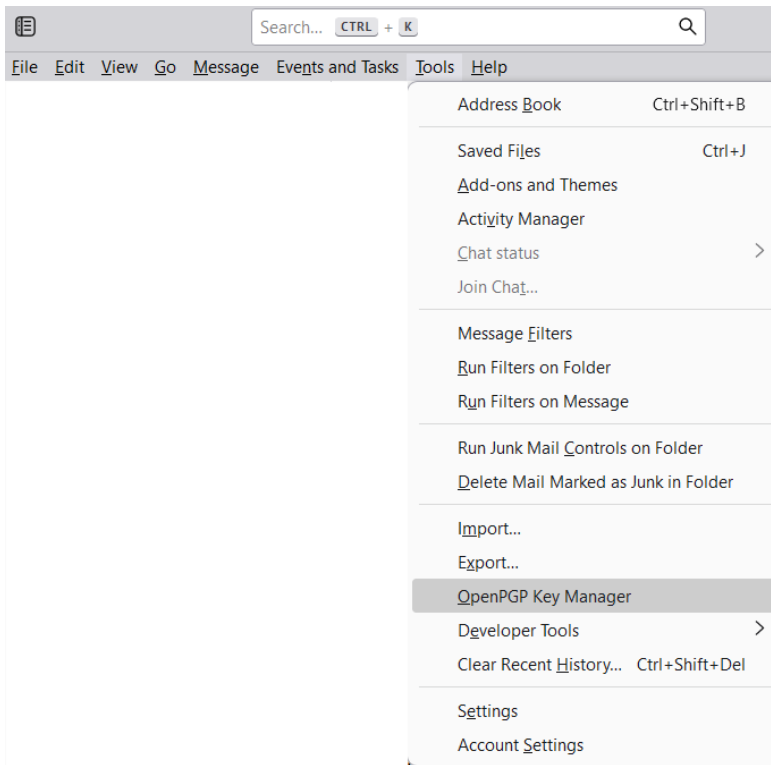 Search... CTRL + K
File Edit View Go Message Events and Tasks Tools Help
Address Book Ctrl+Shift+B
Saved Files Ctrl+J
Add-ons and Themes
Activity Manager
Chat status
Join Chat...
Message Filters
Run Filters on Folder
Run Filters on Message
Run Junk Mail Controls on Folder
Delete Mail Marked as Junk in Folder
Import...
Export...
OpenPGP Key Manager
Developer Tools
Clear Recent History... Ctrl+Shift+Del
Settings
Account Settings